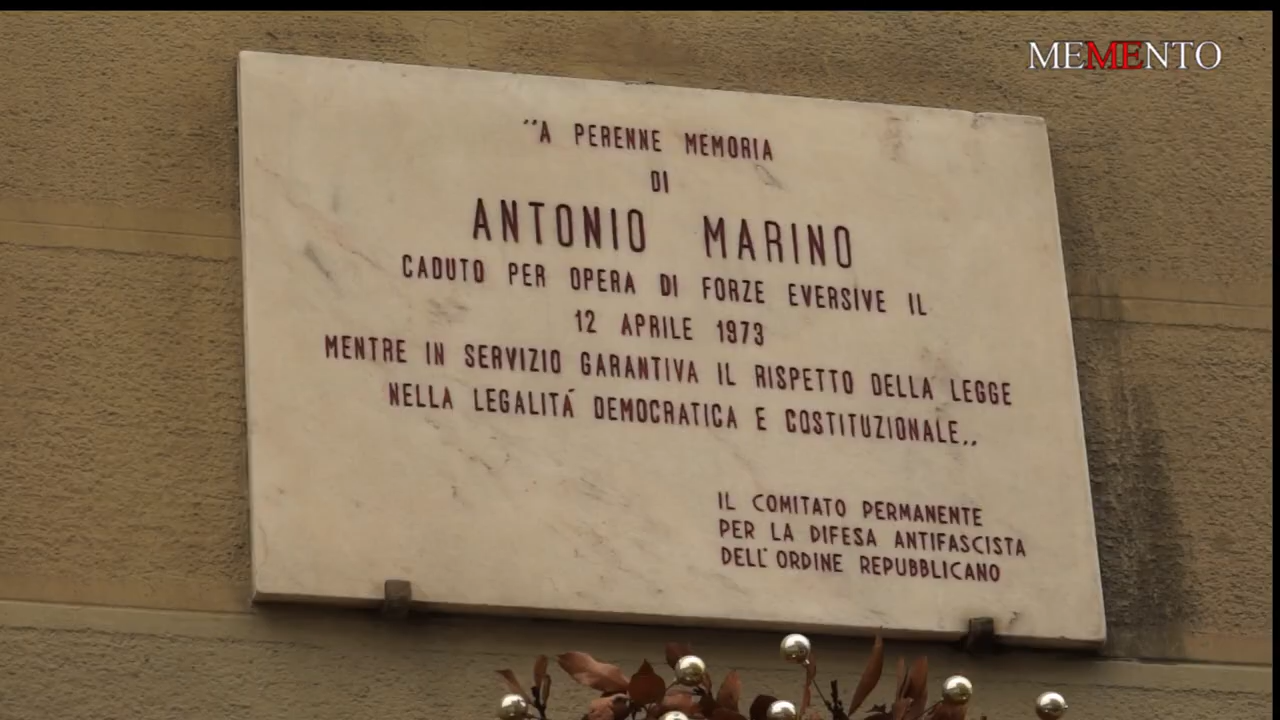 MEMENTO
"A PERENNE MEMORIA
DI
ANTONIO MARINO
CADUTO PER OPERA DI FORZE EVERSIVE IL
12 APRILE 1973
MENTRE IN SERVIZIO GARANTIVA IL RISPETTO DELLA LEGGE
NELLA LEGALITÁ DEMOCRATICA E COSTITUZIONALE,,
IL COMITATO PERMANENTE
PER LA DIFESA ANTIFASCISTA
DELL'ORDINE REPUBBLICANO